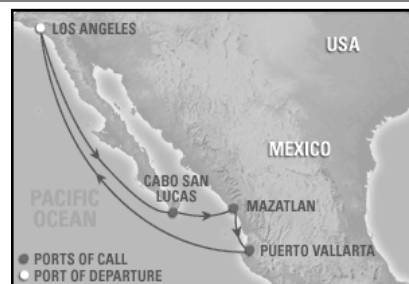 LOS ANGELES
USA
MEXICO
CABO SAN
LUCAS
MAZATLAN
PACIFIC
OCEAN
PUERTO VALLARTA
PORTS OF CALL
PORT OF DEPARTURE